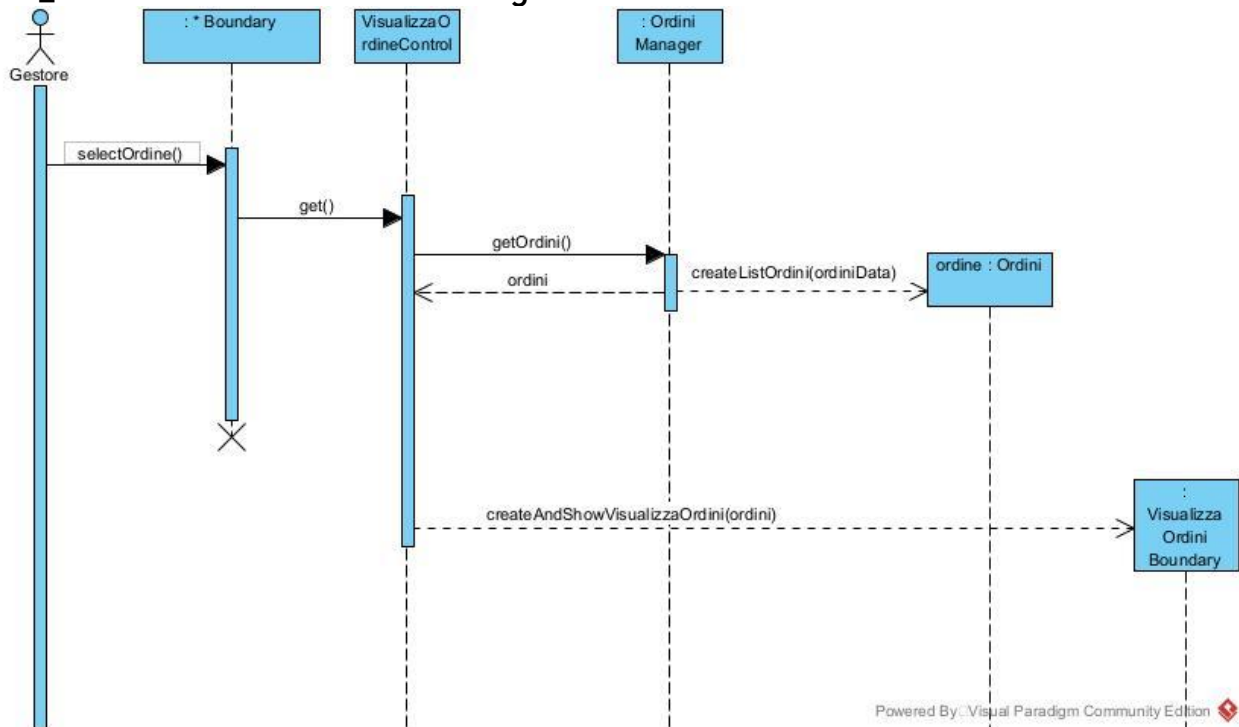 : * Boundary
VisualizzaO
rdineControl
: Ordini
Manager
Gestore
selectOrdine()
get()
getOrdini()
ordini
createListOrdini(ordiniData)
ordine : Ordini
createAndShowVisualizzaOrdini(ordini)
:
Visualizza
Ordini
Boundary
Powered By Visual Paradigm Community Edition